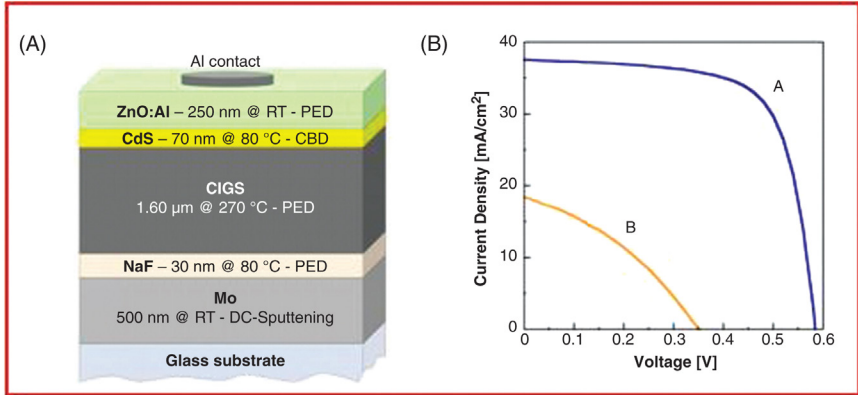 (A)
Al contact
ZnO:Al – 250 nm @ RT - PED
CdS – 70 nm @ 80 °C - CBD
CIGS
1.60 µm @ 270 °C - PED
NaF – 30 nm @ 80 °C - PED
Mo
500 nm @ RT - DC-Sputtening
Glass substrate
(B)
Current Density [mA/cm²]
40
30
20
10
0
A
B
0
0.1
0.2
0.3
0.4
0.5
0.6
Voltage [V]